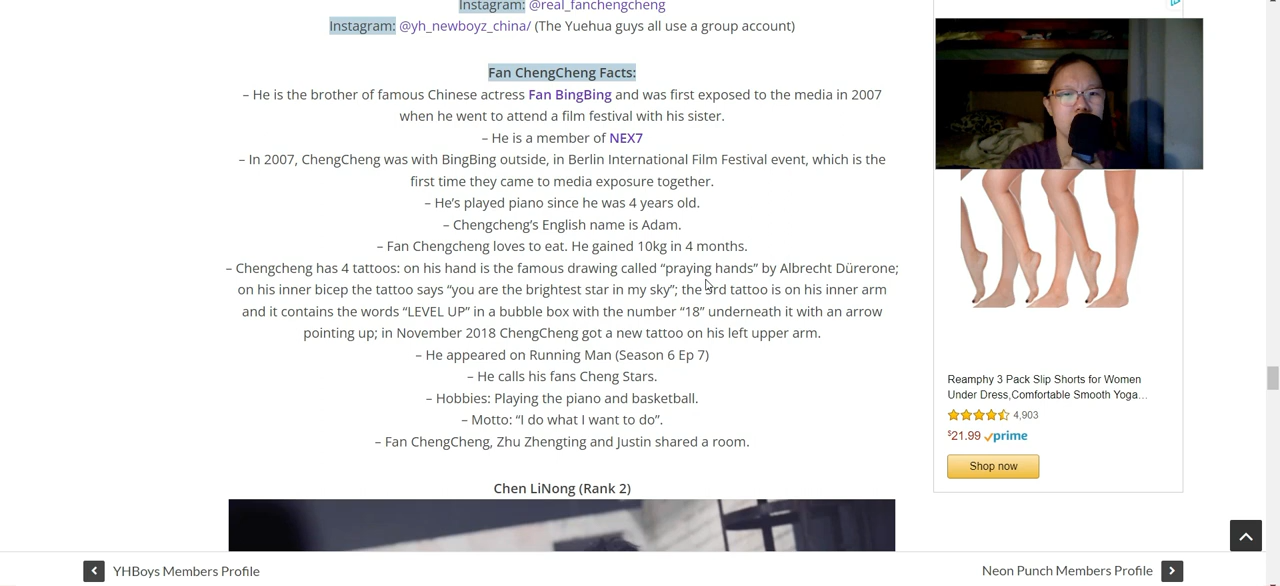 Instagram: @real_fanchengcheng
Instagram: @yh_newboyz_china/ (The Yuehua guys all use a group account)
Fan ChengCheng Facts:
– He is the brother of famous Chinese actress Fan BingBing and was first exposed to the media in 2007
when he went to attend a film festival with his sister.
– He is a member of NEX7
– In 2007, ChengCheng was with BingBing outside, in Berlin International Film Festival event, which is the
first time they came to media exposure together.
– He’s played piano since he was 4 years old.
– Chengcheng’s English name is Adam.
– Fan Chengcheng loves to eat. He gained 10kg in 4 months.
– Chengcheng has 4 tattoos: on his hand is the famous drawing called “praying hands” by Albrecht Dürerone;
on his inner bicep the tattoo says “you are the brightest star in my sky”; the 3rd tattoo is on his inner arm
and it contains the words “LEVEL UP” in a bubble box with the number “18” underneath it with an arrow
pointing up; in November 2018 ChengCheng got a new tattoo on his left upper arm.
– He appeared on Running Man (Season 6 Ep 7)
– He calls his fans Cheng Stars.
– Hobbies: Playing the piano and basketball.
– Motto: “I do what I want to do”.
– Fan ChengCheng, Zhu Zhengting and Justin shared a room.
Chen LiNong (Rank 2)
Reamphy 3 Pack Slip Shorts for Women
Under Dress,Comfortable Smooth Yoga...
4,903
$21.99 prime
Shop now
YHBoys Members Profile
Neon Punch Members Profile